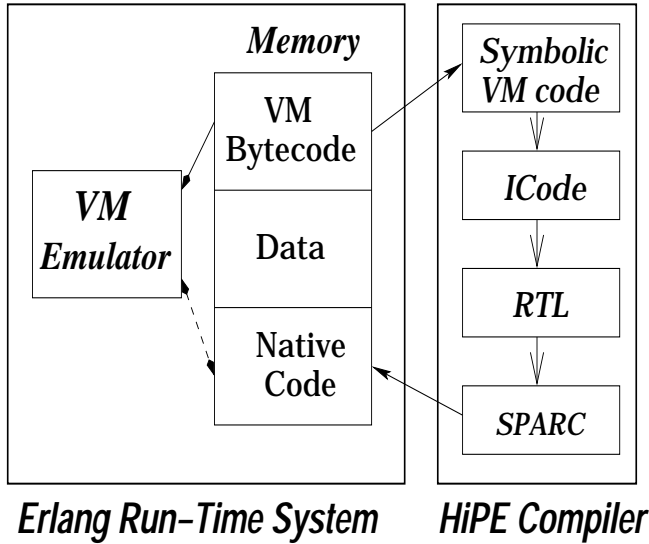 Memory
VM
Bytecode
Data
Native
Code
VM
Emulator
Symbolic
VM code
ICode
RTL
SPARC
Erlang Run–Time System
HiPE Compiler